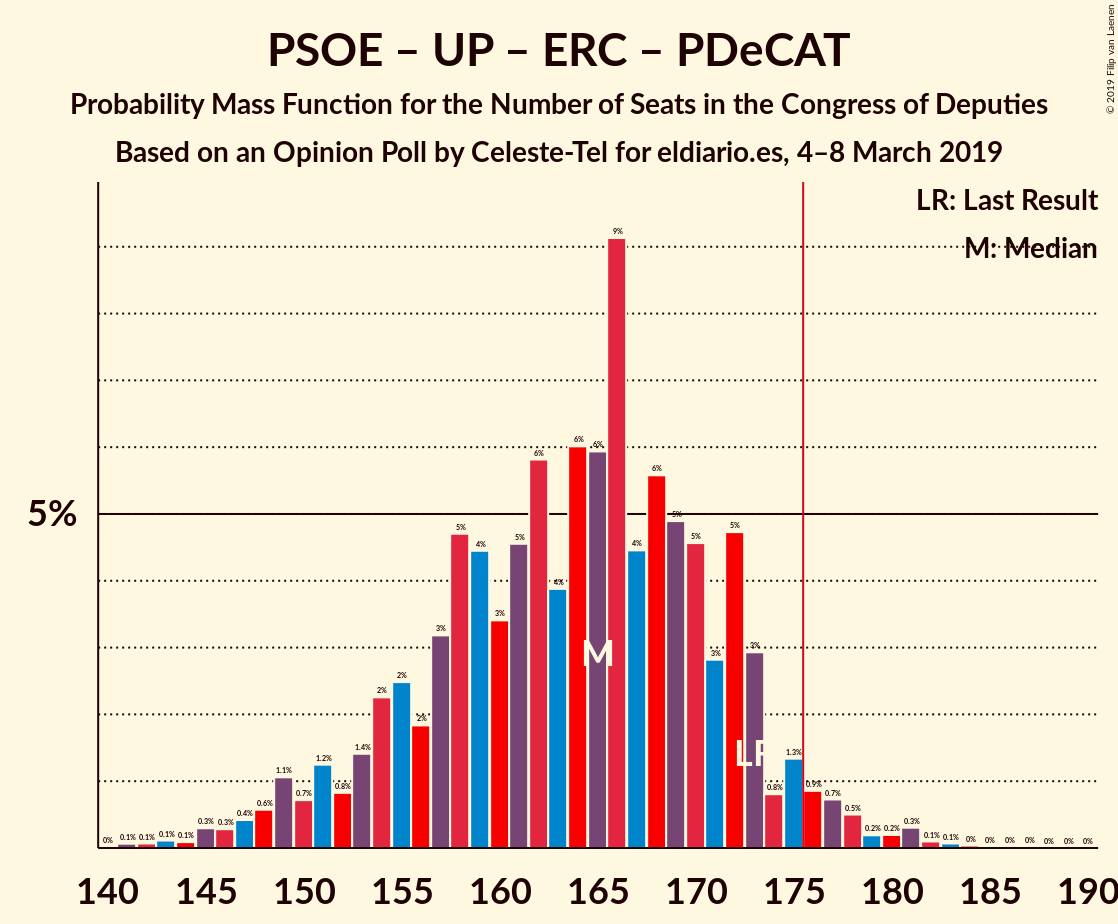 PSOE – UP – ERC – PDeCAT
Probability Mass Function for the Number of Seats in the Congress of Deputies
Based on an Opinion Poll by Celeste-Tel for eldiario.es, 4–8 March 2019
© 2019 Filip van Laenen
LR: Last Result
M: Median
5%
0% 0.1% 0.1% 0.1% 0.1% 0.3% 0.3% 0.4% 0.6% 1.1% 0.7% 1.2% 0.8% 1.4% 2% 2% 2% 3% 5% 4% 3% 5% 6% 4% 6% 6% 9% 4% 6% 5% 5% 3% 5% 3% 0.8% 1.3% 0.9% 0.7% 0.5% 0.2% 0.2% 0.3% 0.1% 0.1% 0% 0% 0% 0% 0% 0% 0%
M
LR
140 145 150 155 160 165 170 175 180 185 190